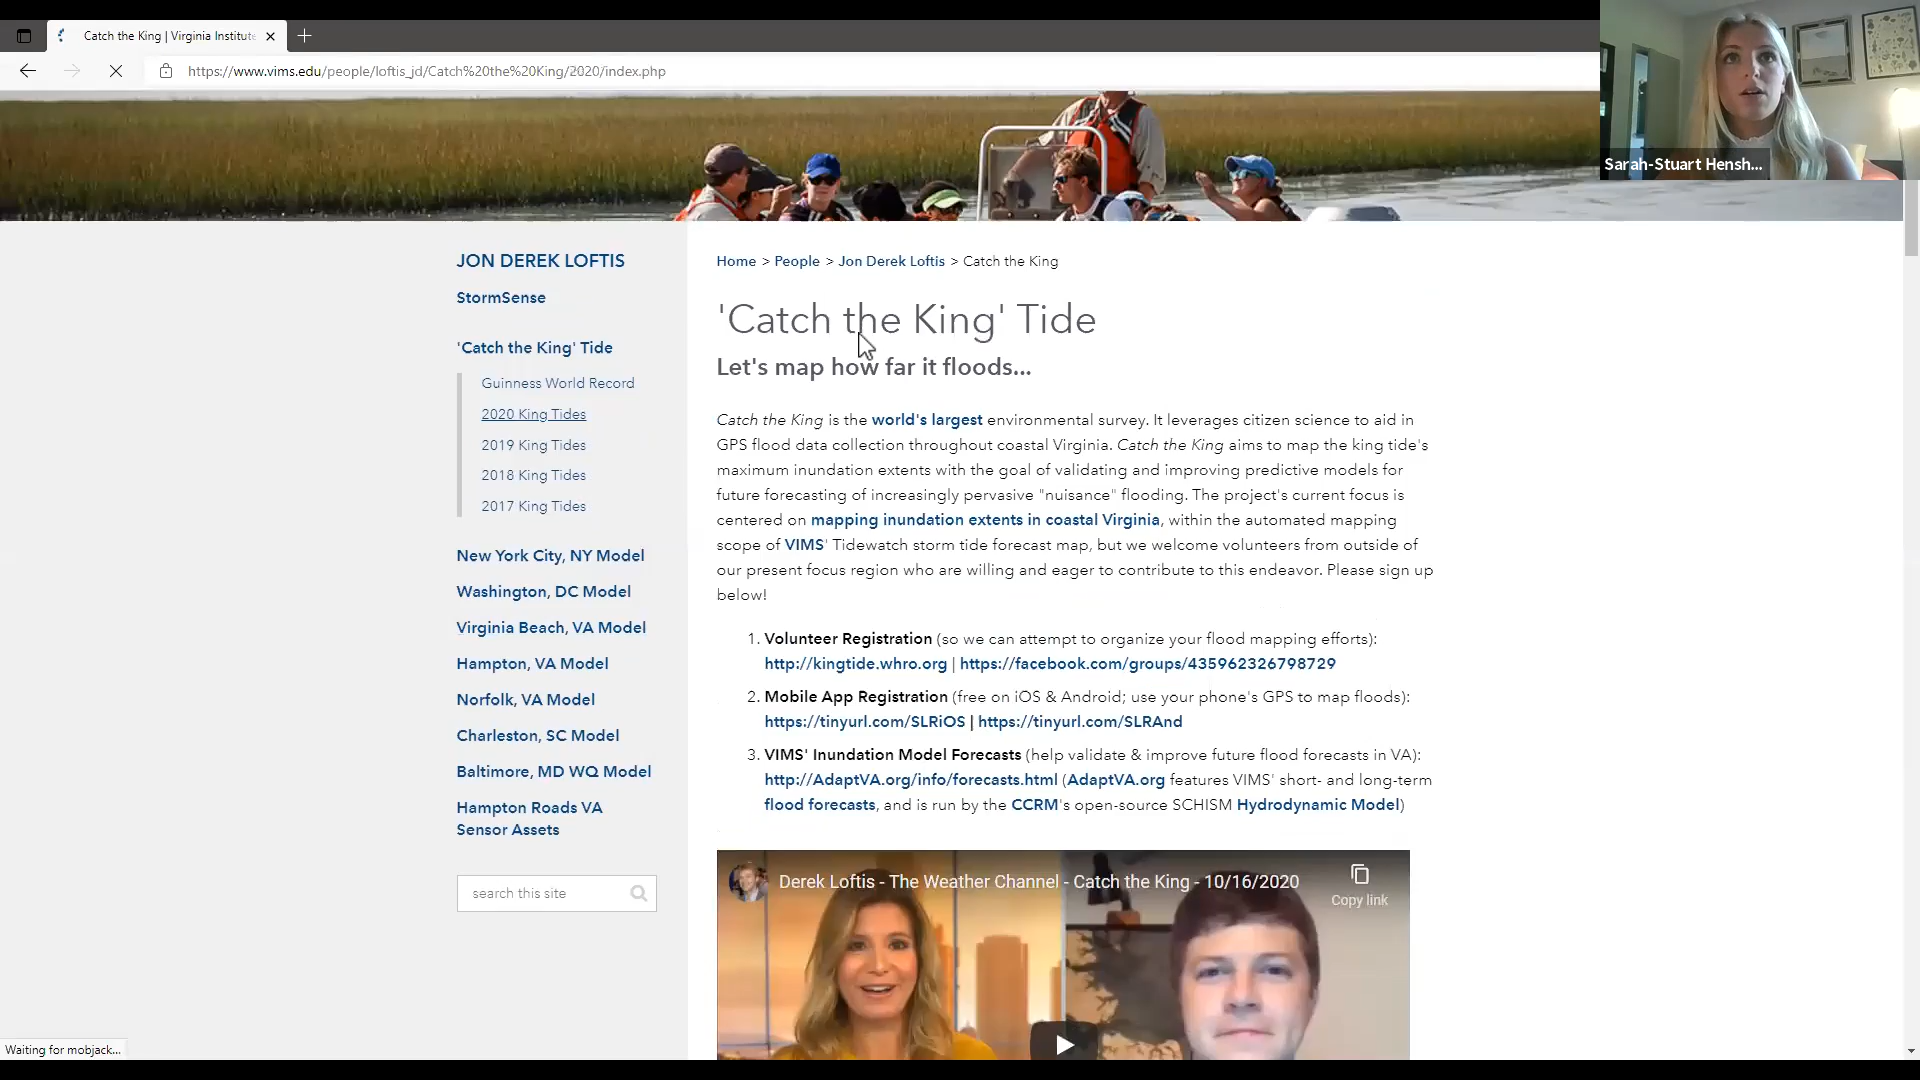 Catch the King | Virginia Institute
https://www.vims.edu/people/loftis_jd/Catch%20the%20King/2020/index.php
Sarah-Stuart Hensh...
JON DEREK LOFTIS
StormSense
'Catch the King' Tide
Guinness World Record
2020 King Tides
2019 King Tides
2018 King Tides
2017 King Tides
New York City, NY Model
Washington, DC Model
Virginia Beach, VA Model
Hampton, VA Model
Norfolk, VA Model
Charleston, SC Model
Baltimore, MD WQ Model
Hampton Roads VA
Sensor Assets
search this site
Home > People > Jon Derek Loftis > Catch the King
'Catch the King' Tide
Let's map how far it floods...
Catch the King is the world's largest environmental survey. It leverages citizen science to aid in
GPS flood data collection throughout coastal Virginia. Catch the King aims to map the king tide's
maximum inundation extents with the goal of validating and improving predictive models for
future forecasting of increasingly pervasive "nuisance" flooding. The project's current focus is
centered on mapping inundation extents in coastal Virginia, within the automated mapping
scope of VIMS' Tidewatch storm tide forecast map, but we welcome volunteers from outside of
our present focus region who are willing and eager to contribute to this endeavor. Please sign up
below!
1. Volunteer Registration (so we can attempt to organize your flood mapping efforts):
http://kingtide.whro.org | https://facebook.com/groups/435962326798729
2. Mobile App Registration (free on iOS & Android; use your phone's GPS to map floods):
https://tinyurl.com/SLRiOS | https://tinyurl.com/SLRAnd
3. VIMS' Inundation Model Forecasts (help validate & improve future flood forecasts in VA):
http://AdaptVA.org/info/forecasts.html (AdaptVA.org features VIMS' short- and long-term
flood forecasts, and is run by the CCRM's open-source SCHISM Hydrodynamic Model)
Derek Loftis - The Weather Channel - Catch the King - 10/16/2020
Copy link
Waiting for mobjack...